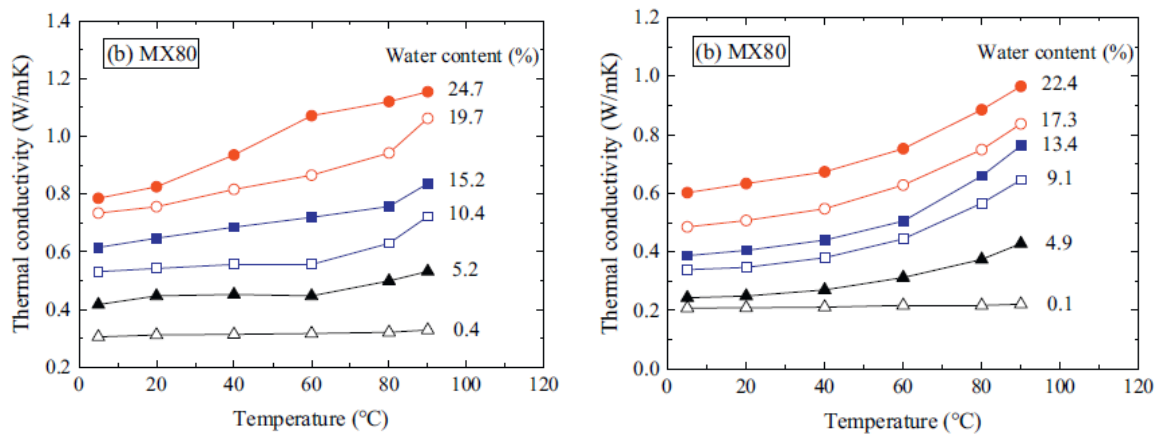 1.4
1.2
1.0
0.8
0.6
0.4
0.2
Thermal conductivity (W/mK)
(b) MX80
Water content (%)
24.7
19.7
15.2
10.4
5.2
0.4
0 20 40 60 80 100 120
Temperature (°C)
1.2
1.0
0.8
0.6
0.4
0.2
0.0
Thermal conductivity (W/mK)
(b) MX80
Water content (%)
22.4
17.3
13.4
9.1
4.9
0.1
0 20 40 60 80 100 120
Temperature (°C)